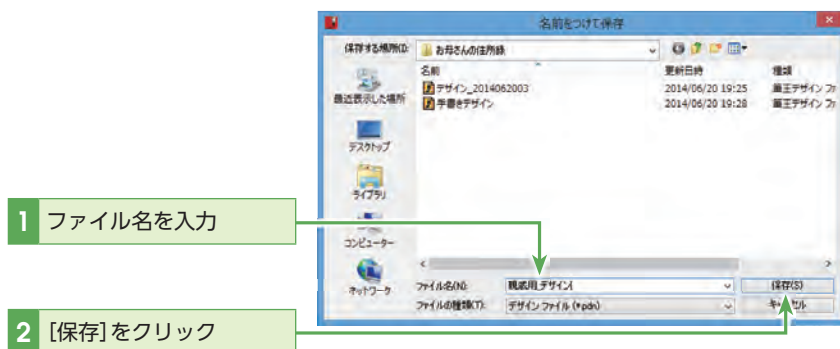 名前をつけて保存
保存する場所(I):
お母さんの住所録
名前
更新日時
種類
デザイン_2014062003
2014/06/20 19:25
筆王デザイン ファ
手書きデザイン
2014/06/20 19:28
筆王デザイン ファ
最近表示した場所
デスクトップ
ライブラリ
コンピューター
ネットワーク
1 ファイル名を入力
ファイル名(N):
親戚用_デザイン
保存(S)
ファイルの種類(T):
デザイン ファイル (*pdn)
2 [保存]をクリック